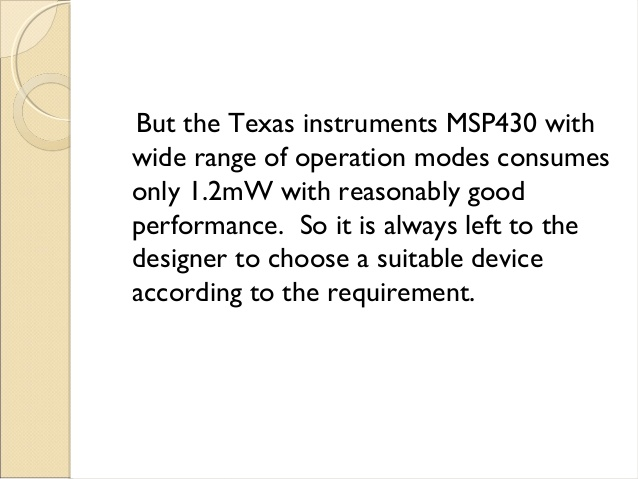 But the Texas instruments MSP430 with
wide range of operation modes consumes
only 1.2mW with reasonably good
performance.  So it is always left to the
designer to choose a suitable device
according to the requirement.